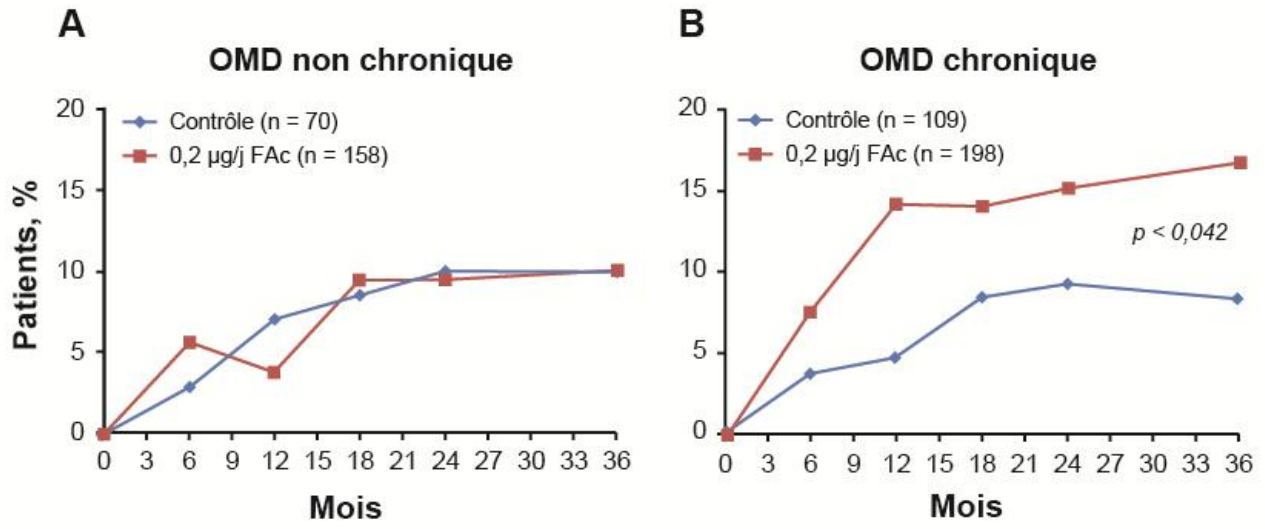 A
OMD non chronique
Contrôle (n = 70)
0,2 µg/j FAc (n = 158)
Patients, %
20
15
10
5
0
0 3 6 9 12 15 18 21 24 27 30 33 36
Mois
B
OMD chronique
Contrôle (n = 109)
0,2 µg/j FAc (n = 198)
20
15
10
5
0
p < 0,042
0 3 6 9 12 15 18 21 24 27 30 33 36
Mois